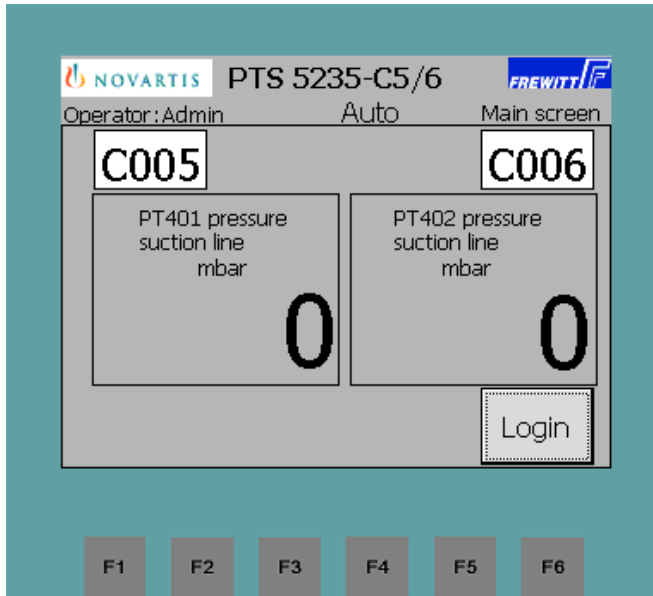 NOVARTIS PTS 5235-C5/6 FREWITT
Operator:Admin Auto Main screen
C005 C006
PT401 pressure
suction line
mbar
0
PT402 pressure
suction line
mbar
0
Login
F1 F2 F3 F4 F5 F6